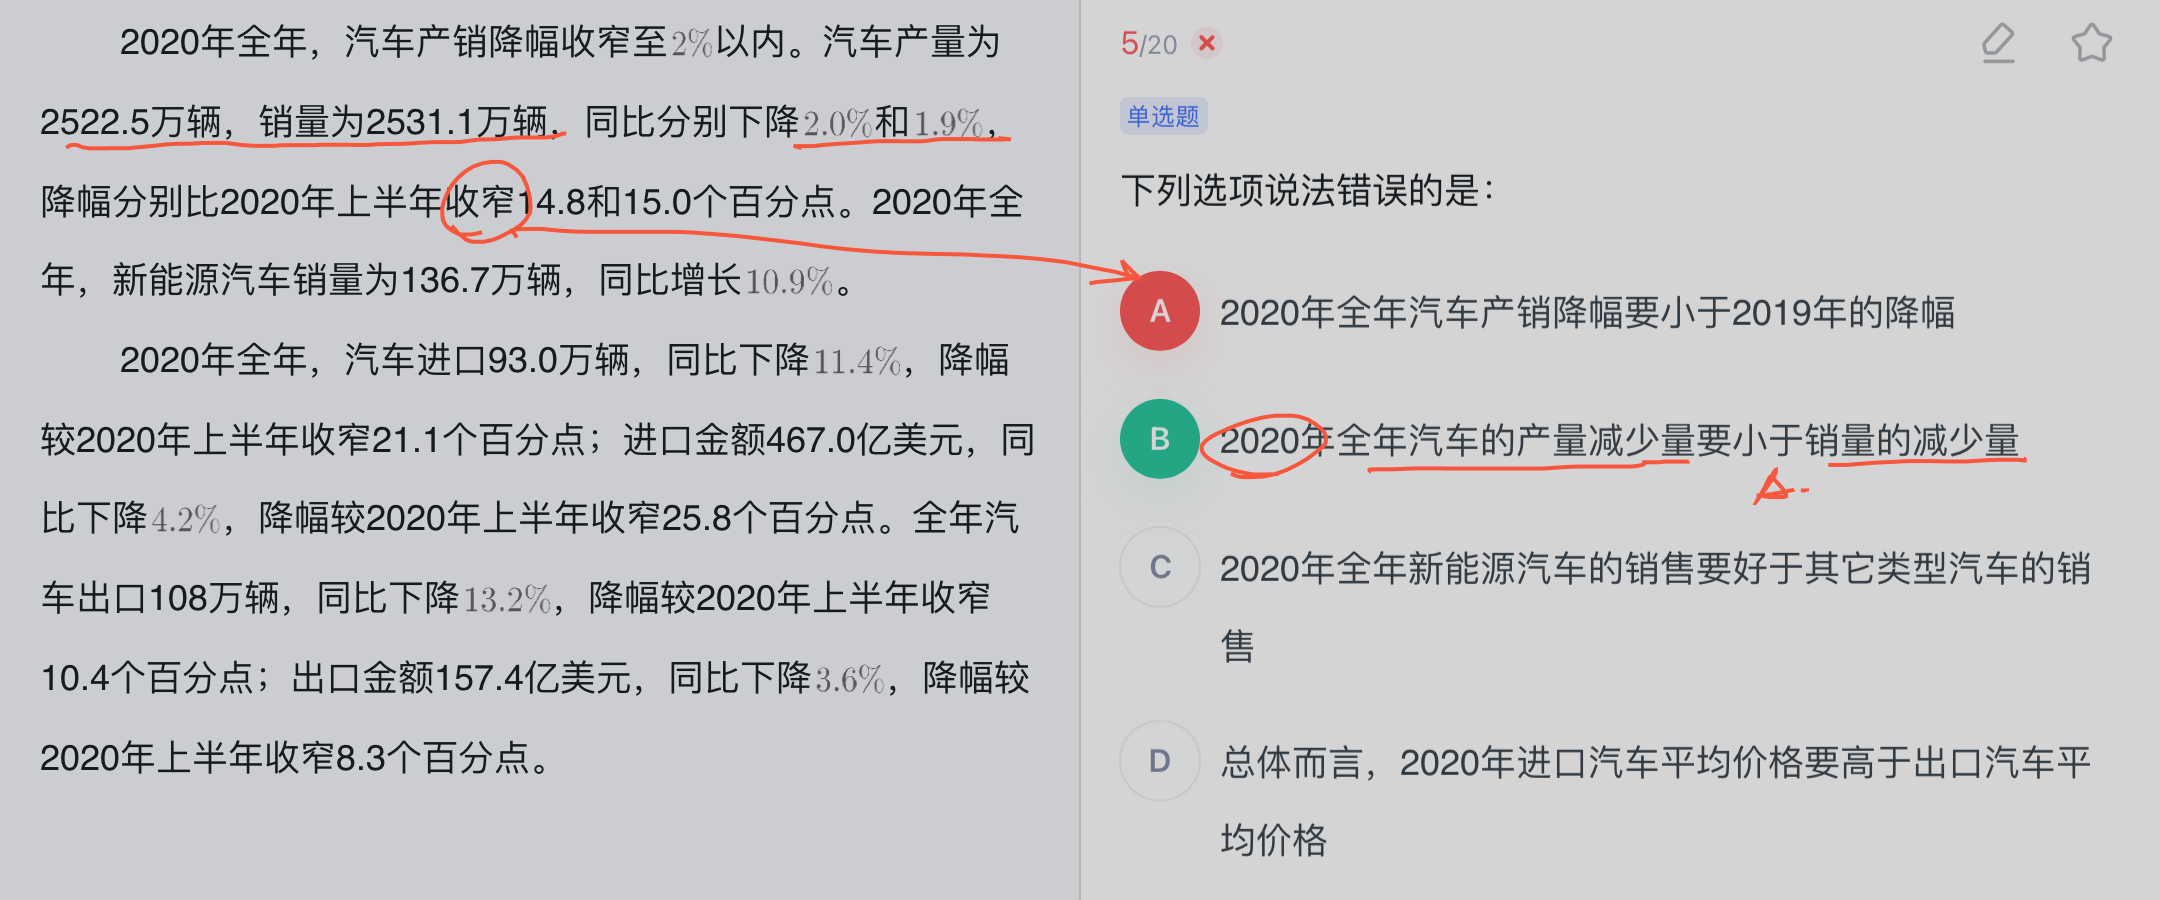 2020年全年，汽车产销降幅收窄至2%以内。汽车产量为
2522.5万辆，销量为2531.1万辆，同比分别下降2.0%和1.9%，
降幅分别比2020年上半年收窄14.8和15.0个百分点。2020年全
年，新能源汽车销量为136.7万辆，同比增长10.9%。
2020年全年，汽车进口93.0万辆，同比下降11.4%，降幅
较2020年上半年收窄21.1个百分点；进口金额467.0亿美元，同
比下降4.2%，降幅较2020年上半年收窄25.8个百分点。全年汽
车出口108万辆，同比下降13.2%，降幅较2020年上半年收窄
10.4个百分点；出口金额157.4亿美元，同比下降3.6%，降幅较
2020年上半年收窄8.3个百分点。
5/20
单选题
下列选项说法错误的是：
A 2020年全年汽车产销降幅要小于2019年的降幅
B 2020年全年汽车的产量减少量要小于销量的减少量
C 2020年全年新能源汽车的销售要好于其它类型汽车的销
售
D 总体而言，2020年进口汽车平均价格要高于出口汽车平
均价格